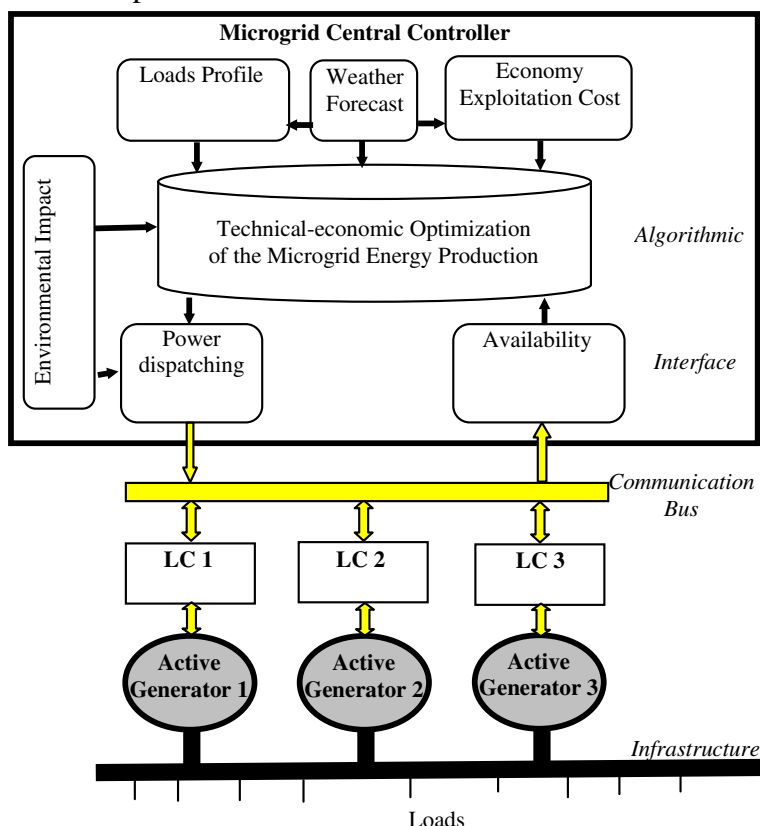 Microgrid Central Controller
Loads Profile
Weather
Forecast
Economy
Exploitation Cost
Environmental Impact
Technical-economic Optimization
of the Microgrid Energy Production
Algorithmic
Power
dispatching
Availability
Interface
Communication
Bus
LC 1
LC 2
LC 3
Active
Generator 1
Active
Generator 2
Active
Generator 3
Infrastructure
Loads